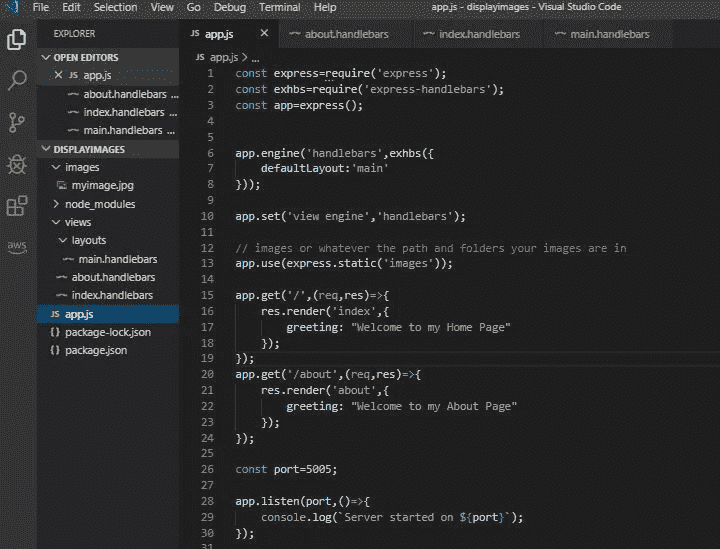 File Edit Selection View Go Debug Terminal Help
app.js - displayimages - Visual Studio Code
EXPLORER
OPEN EDITORS
JS app.js
about.handlebars ...
index.handlebars ...
main.handlebars ...
DISPLAYIMAGES
images
myimage.jpg
node_modules
views
layouts
main.handlebars
about.handlebars
index.handlebars
JS app.js
{} package-lock.json
{} package.json
aws
JS app.js about.handlebars index.handlebars main.handlebars
JS app.js > ...
1 const express=require('express');
2 const exhbs=require('express-handlebars');
3 const app=express();
4
5
6 app.engine('handlebars',exhbs({
7 defaultLayout:'main'
8 }));
9
10 app.set('view engine','handlebars');
11
12 // images or whatever the path and folders your images are in
13 app.use(express.static('images'));
14
15 app.get('/',(req,res)=>{
16 res.render('index',{
17 greeting: "Welcome to my Home Page"
18 });
19 });
20 app.get('/about',(req,res)=>{
21 res.render('about',{
22 greeting: "Welcome to my About Page"
23 });
24 });
25
26 const port=5005;
27
28 app.listen(port,()=>{
29 console.log(`Server started on ${port}`);
30 });
31